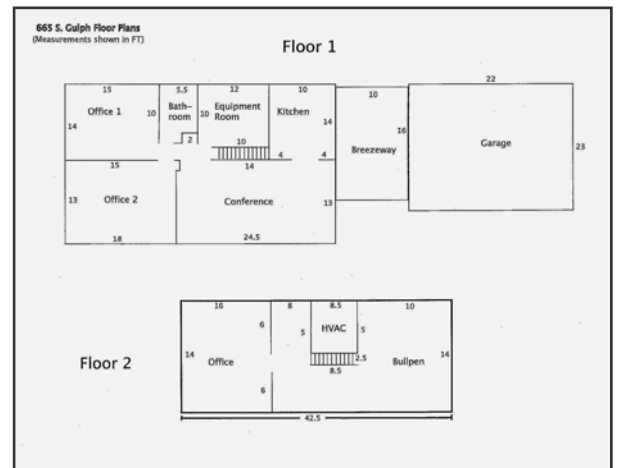 665 S. Gulph Floor Plans
(Measurements shown in FT)
Floor 1
22
15
5.5
12
10
10
Office 1
10
Bath-
room
10
Equipment
Room
Kitchen
14
14
16
2
10
Breezeway
Garage
23
4
4
15
14
13
Office 2
Conference
13
18
24.5
16
8
8.5
10
6
5
HVAC
5
Floor 2
14
Office
2.5
Bullpen
14
8.5
6
42.5